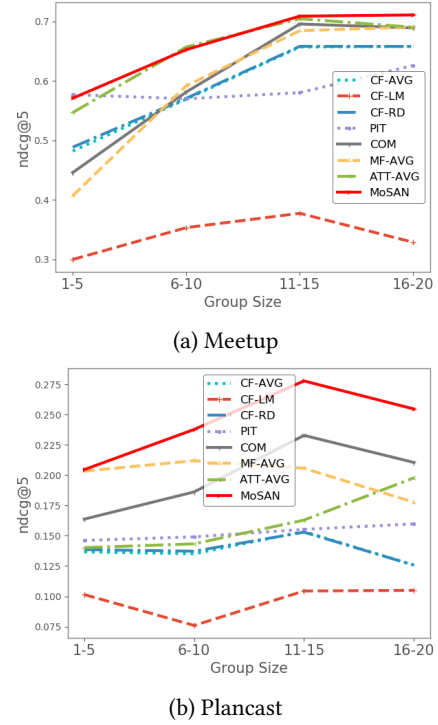 0.7
0.6
0.5
0.4
0.3
ndcg@5
CF-AVG
CF-LM
CF-RD
PIT
COM
MF-AVG
ATT-AVG
MoSAN
1-5 6-10 11-15 16-20
Group Size
(a) Meetup
0.275
0.250
0.225
0.200
0.175
0.150
0.125
0.100
0.075
ndcg@5
CF-AVG
CF-LM
CF-RD
PIT
COM
MF-AVG
ATT-AVG
MoSAN
1-5 6-10 11-15 16-20
Group Size
(b) Plancast